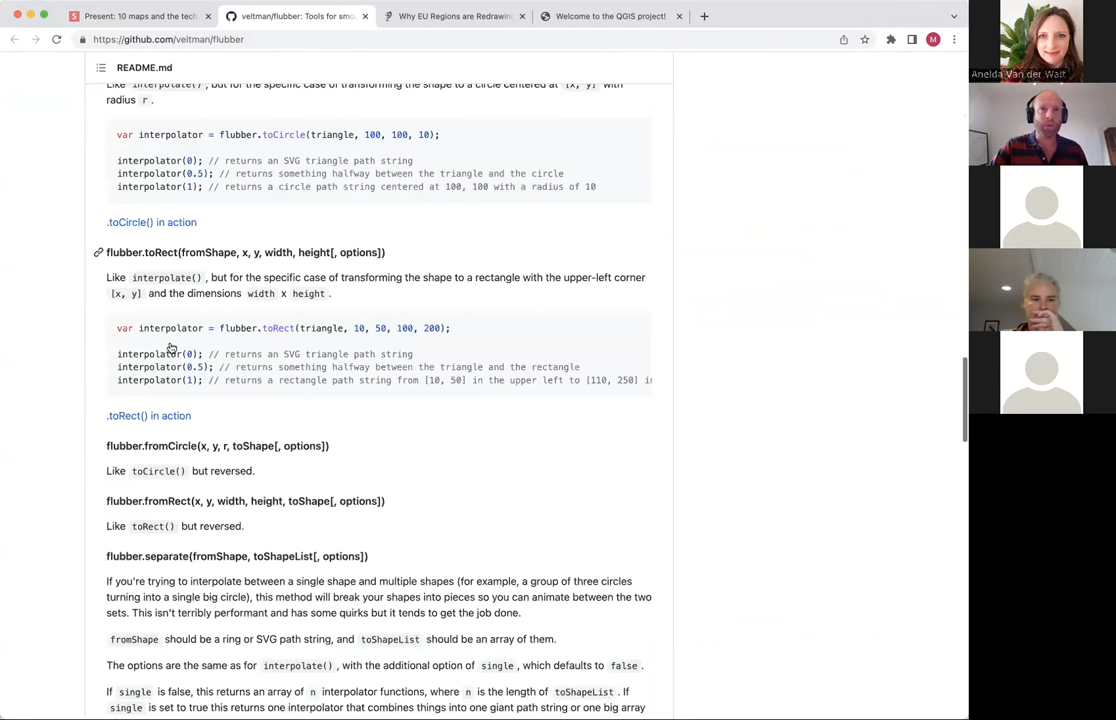 Present: 10 maps and the tech
veltman/flubber: Tools for smo
Why EU Regions are Redrawing
Welcome to the QGIS project!
https://github.com/veltman/flubber
M
README.md
Like interpolate(), but for the specific case of transforming the shape to a circle centered at [x, y] with
radius r.
var interpolator = flubber.toCircle(triangle, 100, 100, 10);
interpolator(0); // returns an SVG triangle path string
interpolator(0.5); // returns something halfway between the triangle and the circle
interpolator(1); // returns a circle path string centered at 100, 100 with a radius of 10
.toCircle() in action
flubber.toRect(fromShape, x, y, width, height[, options])
Like interpolate(), but for the specific case of transforming the shape to a rectangle with the upper-left corner
[x, y] and the dimensions width x height.
var interpolator = flubber.toRect(triangle, 10, 50, 100, 200);
interpolator(0); // returns an SVG triangle path string
interpolator(0.5); // returns something halfway between the triangle and the rectangle
interpolator(1); // returns a rectangle path string from [10, 50] in the upper left to [110, 250] i
.toRect() in action
flubber.fromCircle(x, y, r, toShape[, options])
Like toCircle() but reversed.
flubber.fromRect(x, y, width, height, toShape[, options])
Like toRect() but reversed.
flubber.separate(fromShape, toShapeList[, options])
If you're trying to interpolate between a single shape and multiple shapes (for example, a group of three circles
turning into a single big circle), this method will break your shapes into pieces so you can animate between the two
sets. This isn't terribly performant and has some quirks but it tends to get the job done.
fromShape should be a ring or SVG path string, and toShapeList should be an array of them.
The options are the same as for interpolate(), with the additional option of single, which defaults to false.
If single is false, this returns an array of n interpolator functions, where n is the length of toShapeList. If
single is set to true this returns one interpolator that combines things into one giant path string or one big array
Anelda Van der Walt